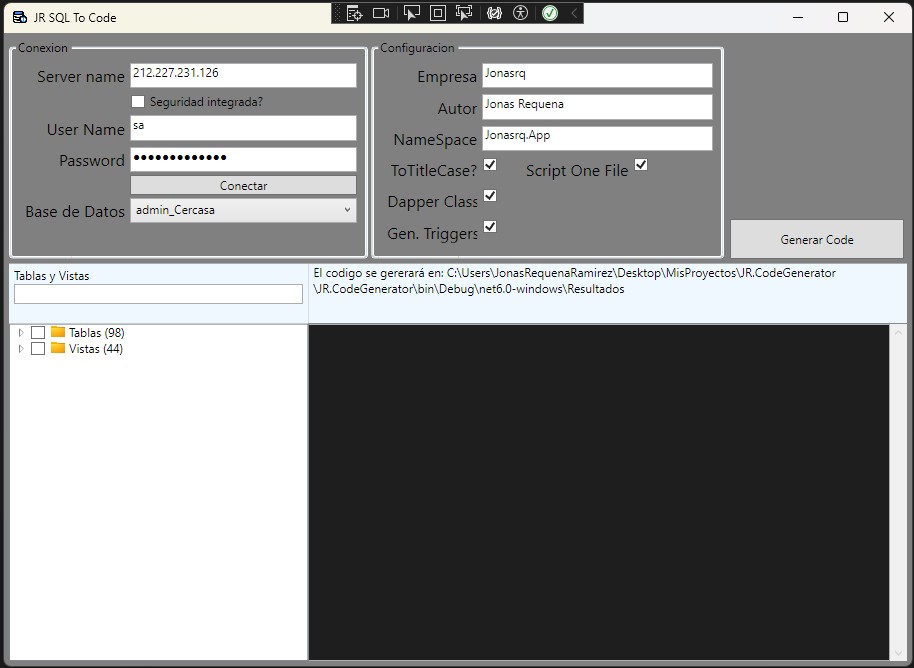 JR SQL To Code
Conexion
Server name 212.227.231.126
Seguridad integrada?
User Name sa
Password •••••••••••••
Conectar
Base de Datos admin_Cercasa
Configuracion
Empresa Jonasrq
Autor Jonas Requena
NameSpace Jonasrq.App
ToTitleCase? Script One File
Dapper Class
Gen. Triggers
Generar Code
Tablas y Vistas
El codigo se gererará en: C:\Users\JonasRequenaRamirez\Desktop\MisProyectos\JR.CodeGenerator
\JR.CodeGenerator\bin\Debug\net6.0-windows\Resultados
Tablas (98)
Vistas (44)